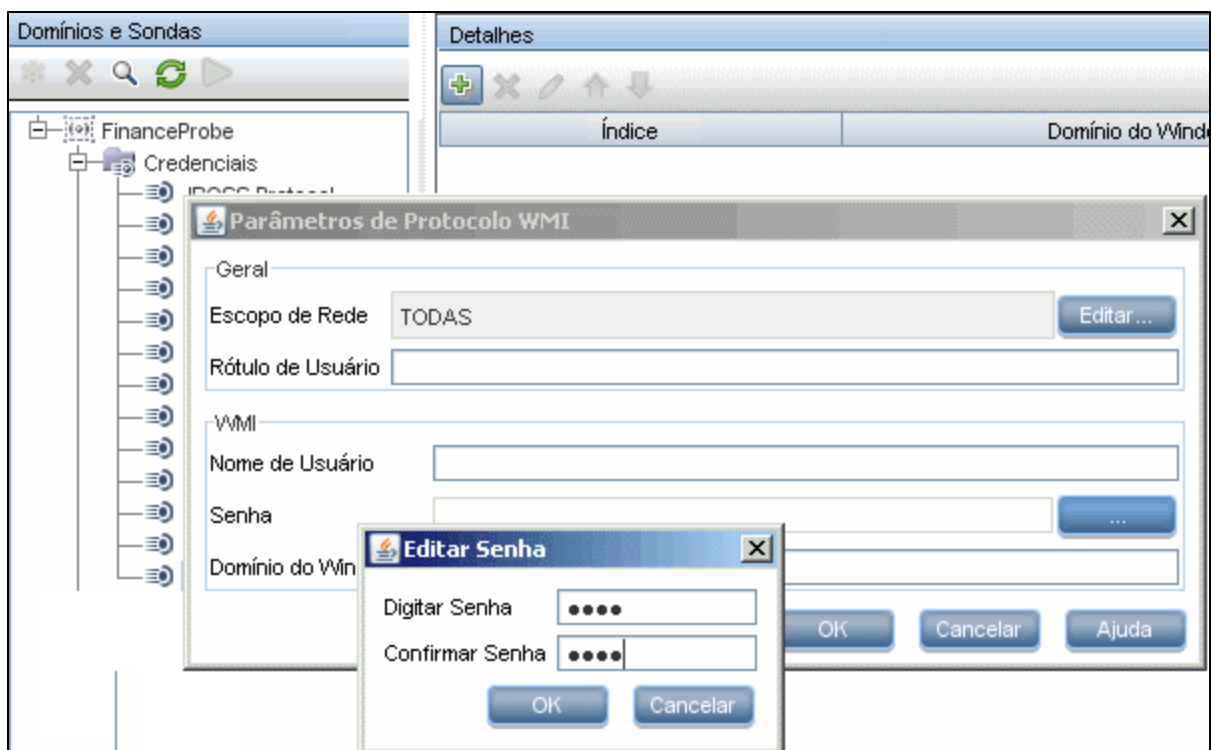 Domínios e Sondas
Detalhes
FinanceProbe
Índice
Domínio do Wind
Credenciais
Parâmetros de Protocolo WMI
Geral
Escopo de Rede
TODAS
Editar...
Rótulo de Usuário
WMI
Nome de Usuário
Senha
...
Domínio do Win
Editar Senha
Digitar Senha
••••
Confirmar Senha
••••
OK
Cancelar
OK
Cancelar
Ajuda